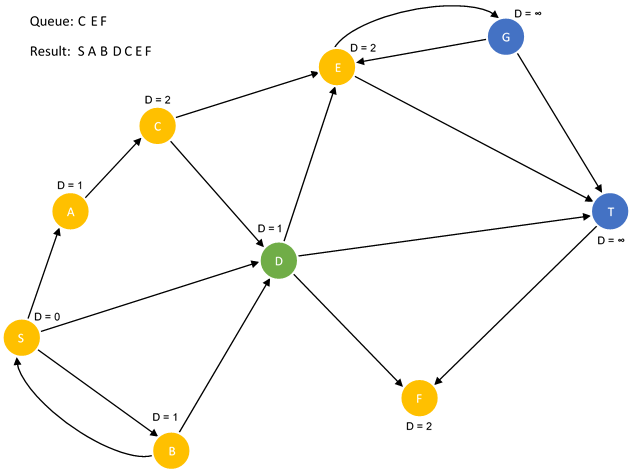 Queue: C E F
Result: S A B D C E F
D = ∞
G
D = 2
E
D = 2
C
D = 1
A
T
D = ∞
D = 1
D
D = 0
S
F
D = 2
D = 1
B